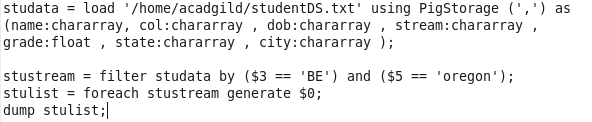 studata = load '/home/acadgild/studentDS.txt' using PigStorage (',') as
(name:chararray, col:chararray , dob:chararray , stream:chararray ,
grade:float , state:chararray , city:chararray );
stustream = filter studata by ($3 == 'BE') and ($5 == 'oregon');
stulist = foreach stustream generate $0;
dump stulist;